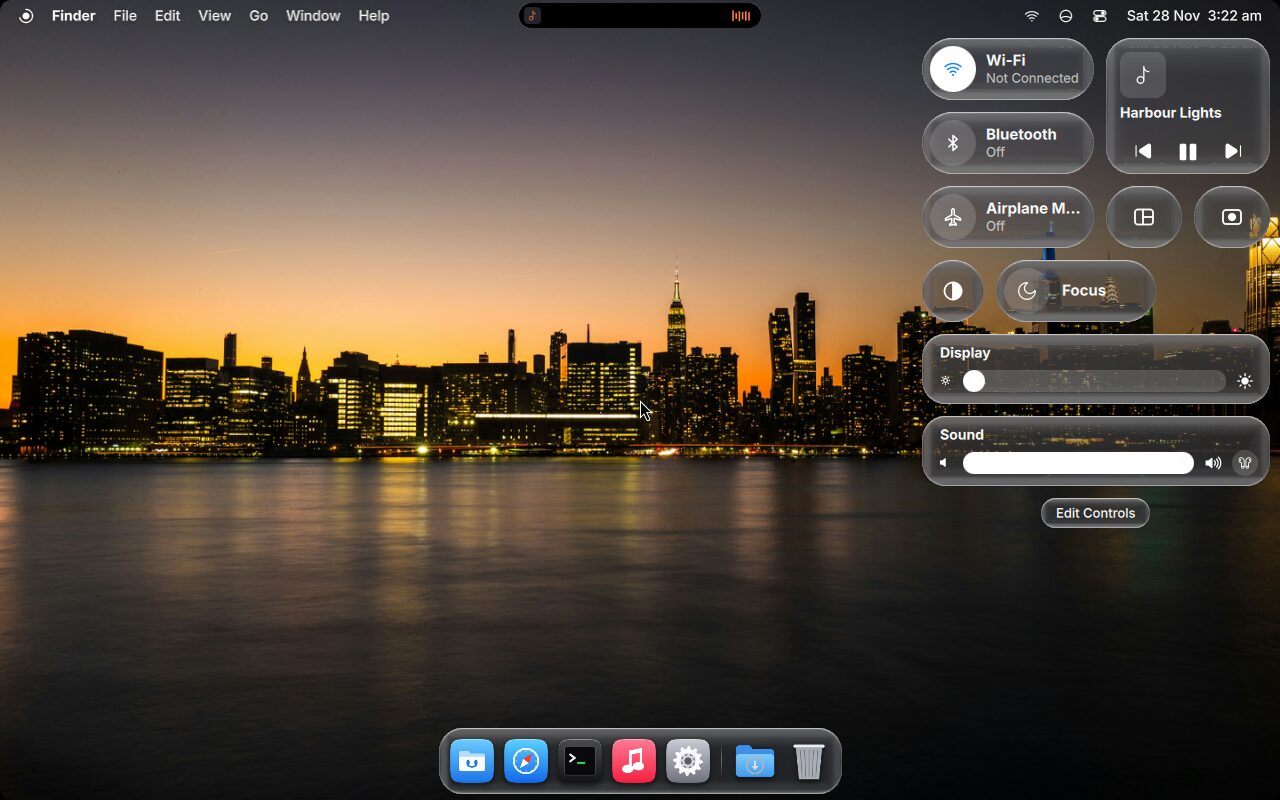 Finder File Edit View Go Window Help
Sat 28 Nov 3:22 am
Wi-Fi
Not Connected
Harbour Lights
Bluetooth
Off
Airplane M...
Off
Focus
Display
Sound
Edit Controls